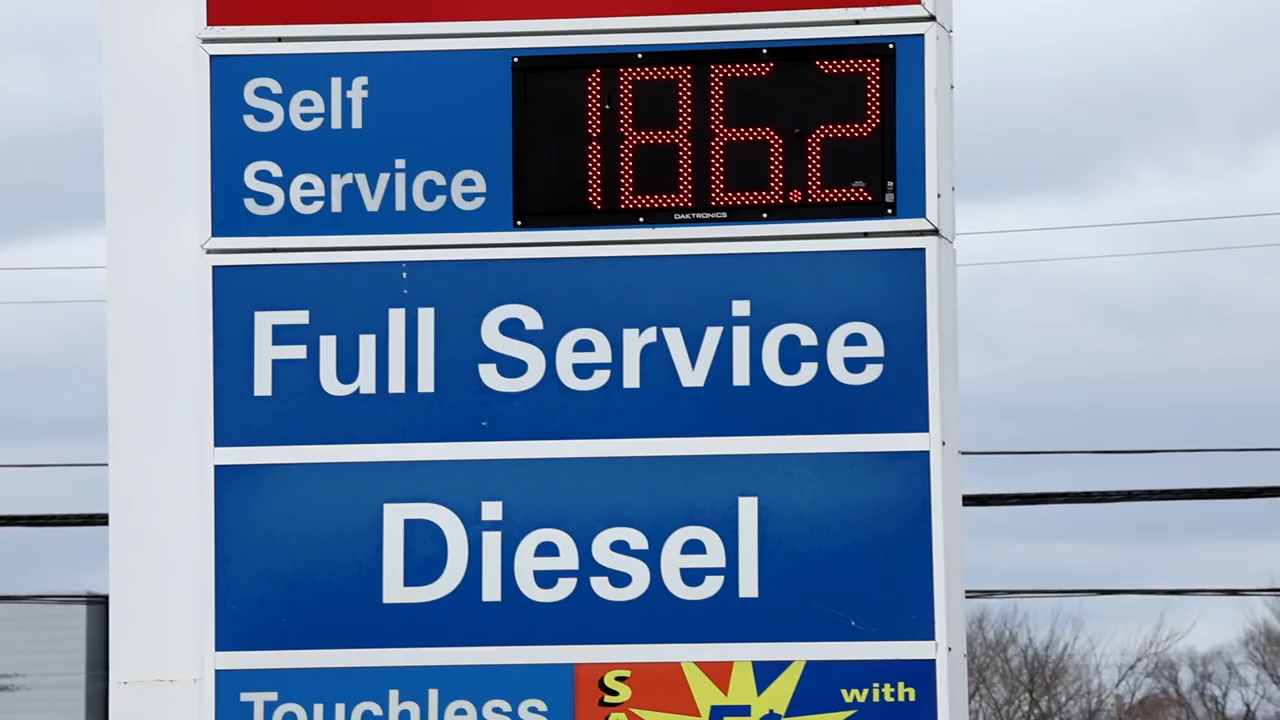 Self
Service
186.2
DAKTRONICS
Full Service
Diesel
Touchless
with